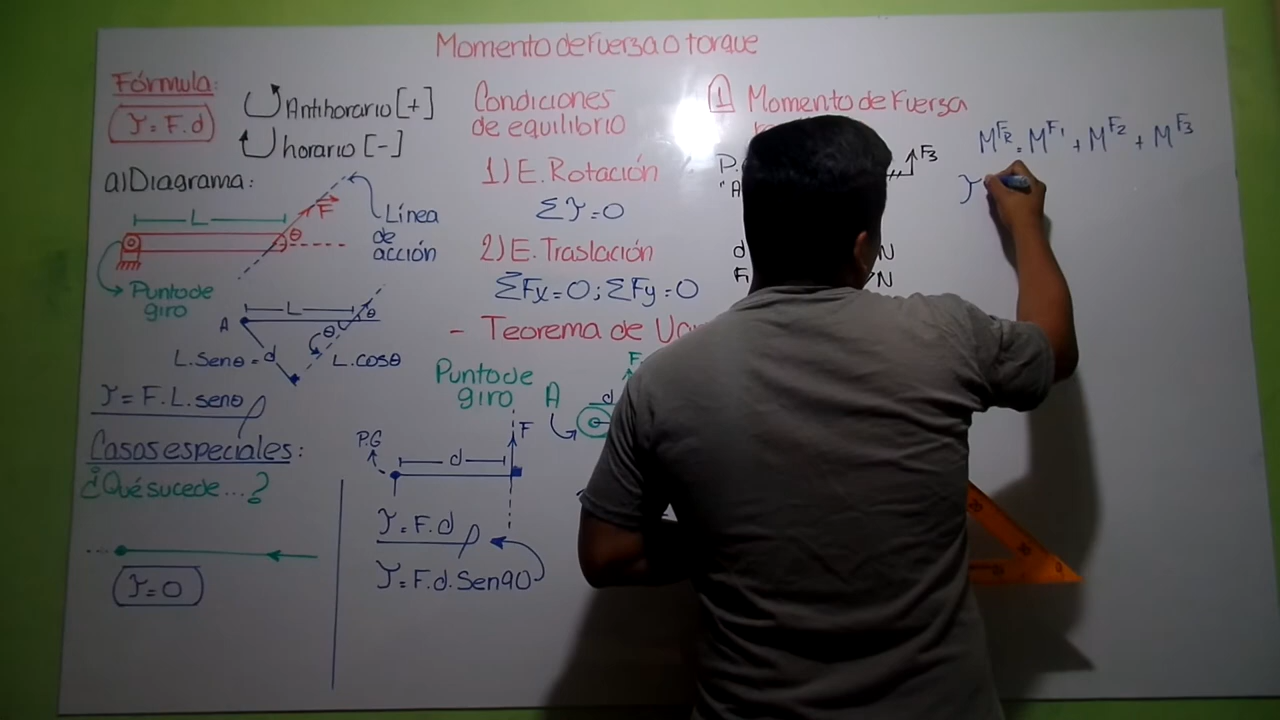 Momento de Fuerza o torque
Fórmula:
τ = F.d
Antihorario [+]
horario [-]
a) Diagrama:
L
F
θ
Línea
de
acción
Punto de
giro
L
A
θ
θ
L.Senθ = d
L.cosθ
τ = F.L.senθ
Casos especiales:
¿Qué sucede...?
τ = 0
P.G
d
F
τ = F.d
τ = F.d.Sen90
Condiciones
de equilibrio
1) E. Rotación
Στ = 0
2) E. Traslación
ΣFx = 0 ; ΣFy = 0
- Teorema de
Punto de
giro
A
d
1 Momento de Fuerza
"A
F3
d
N
N
M^FR = M^F1 + M^F2 + M^F3
τ